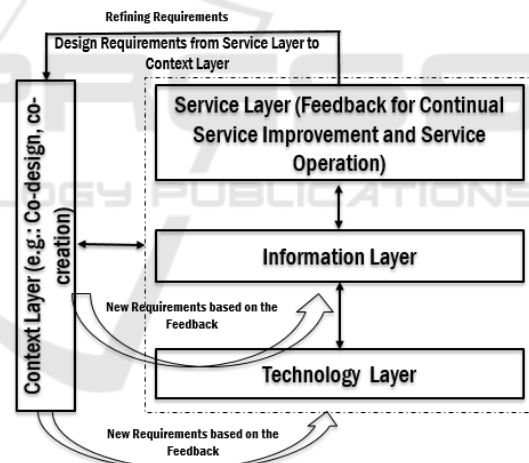 Refining Requirements
Design Requirements from Service Layer to
Context Layer
Service Layer (Feedback for Continual
Service Improvement and Service
Operation)
Context Layer (e.g.: Co-design, co-
creation)
Information Layer
New Requirements based on the
Feedback
Technology Layer
New Requirements based on the
Feedback
LOGY PUBLICATIONS